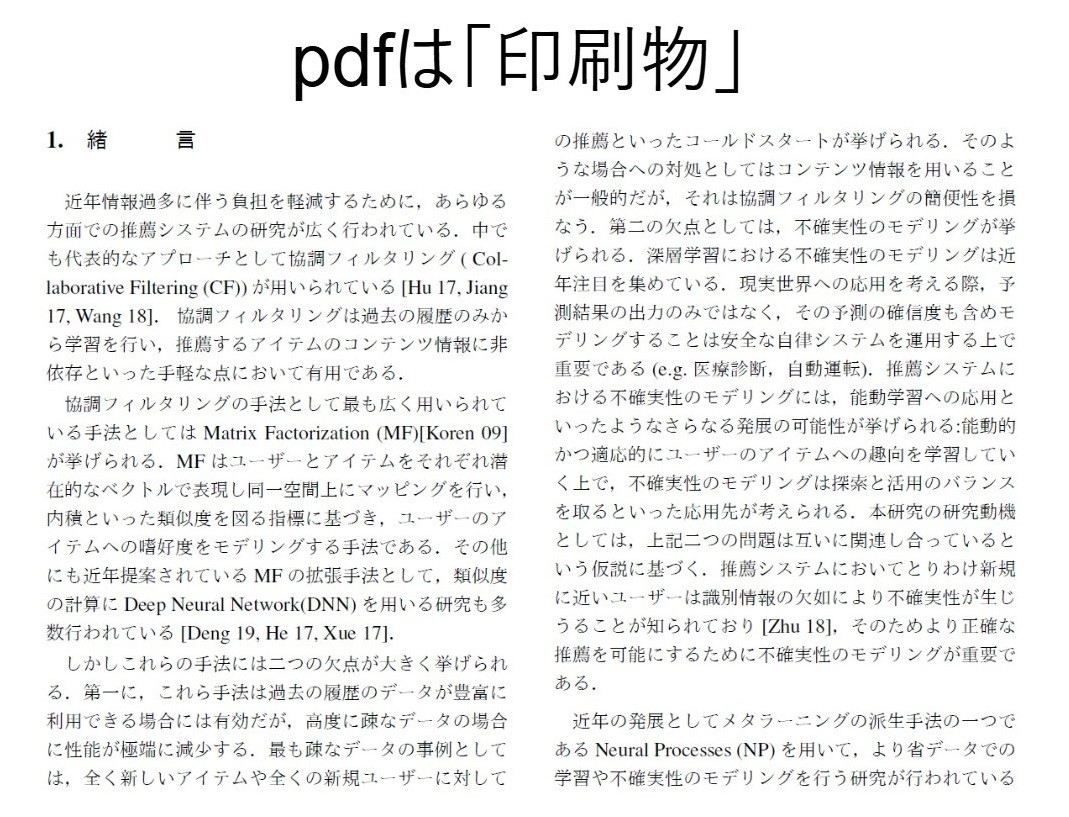 pdfは「印刷物」
1. 緒　言
近年情報過多に伴う負担を軽減するために，あらゆる
方面での推薦システムの研究が広く行われている．中で
も代表的なアプローチとして協調フィルタリング ( Col-
laborative Filtering (CF)) が用いられている [Hu 17, Jiang
17, Wang 18]． 協調フィルタリングは過去の履歴のみか
ら学習を行い，推薦するアイテムのコンテンツ情報に非
依存といった手軽な点において有用である．
協調フィルタリングの手法として最も広く用いられて
いる手法としては Matrix Factorization (MF)[Koren 09]
が挙げられる．MF はユーザーとアイテムをそれぞれ潜
在的なベクトルで表現し同一空間上にマッピングを行い，
内積といった類似度を図る指標に基づき，ユーザーのア
イテムへの嗜好度をモデリングする手法である．その他
にも近年提案されている MF の拡張手法として，類似度
の計算に Deep Neural Network(DNN) を用いる研究も多
数行われている [Deng 19, He 17, Xue 17]．
しかしこれらの手法には二つの欠点が大きく挙げられ
る．第一に，これら手法は過去の履歴のデータが豊富に
利用できる場合には有効だが，高度に疎なデータの場合
に性能が極端に減少する．最も疎なデータの事例として
は，全く新しいアイテムや全くの新規ユーザーに対して
の推薦といったコールドスタートが挙げられる．そのよ
うな場合への対処としてはコンテンツ情報を用いること
が一般的だが，それは協調フィルタリングの簡便性を損
なう．第二の欠点としては，不確実性のモデリングが挙
げられる．深層学習における不確実性のモデリングは近
年注目を集めている．現実世界への応用を考える際，予
測結果の出力のみではなく，その予測の確信度も含めモ
デリングすることは安全な自律システムを運用する上で
重要である (e.g. 医療診断，自動運転)．推薦システムに
おける不確実性のモデリングには，能動学習への応用と
いったようなさらなる発展の可能性が挙げられる:能動的
かつ適応的にユーザーのアイテムへの趣向を学習してい
く上で，不確実性のモデリングは探索と活用のバランス
を取るといった応用先が考えられる．本研究の研究動機
としては，上記二つの問題は互いに関連し合っていると
いう仮説に基づく．推薦システムにおいてとりわけ新規
に近いユーザーは識別情報の欠如により不確実性が生じ
うることが知られており [Zhu 18]，そのためより正確な
推薦を可能にするために不確実性のモデリングが重要で
ある．
近年の発展としてメタラーニングの派生手法の一つで
ある Neural Processes (NP) を用いて，より省データでの
学習や不確実性のモデリングを行う研究が行われている